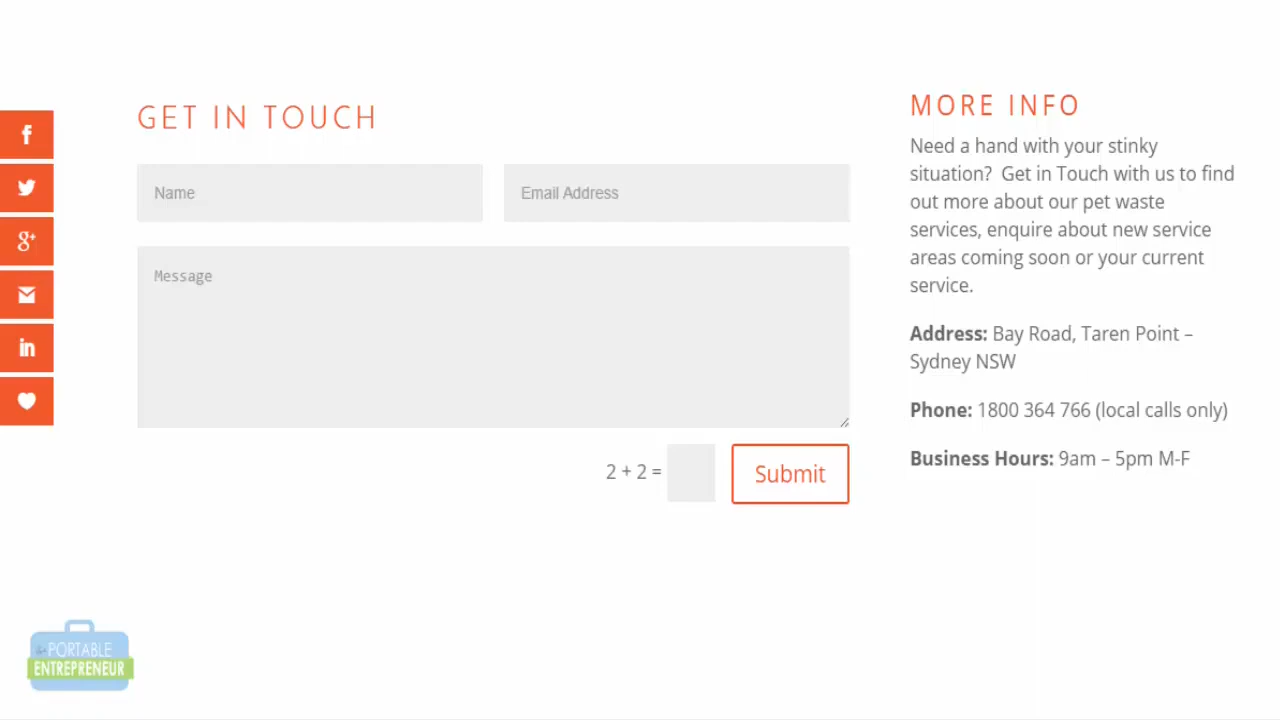 GET IN TOUCH
Name
Email Address
Message
2 + 2 =
Submit
MORE INFO
Need a hand with your stinky
situation?  Get in Touch with us to find
out more about our pet waste
services, enquire about new service
areas coming soon or your current
service.
Address: Bay Road, Taren Point –
Sydney NSW
Phone: 1800 364 766 (local calls only)
Business Hours: 9am – 5pm M-F
f
g+
in
PORTABLE
ENTREPRENEUR